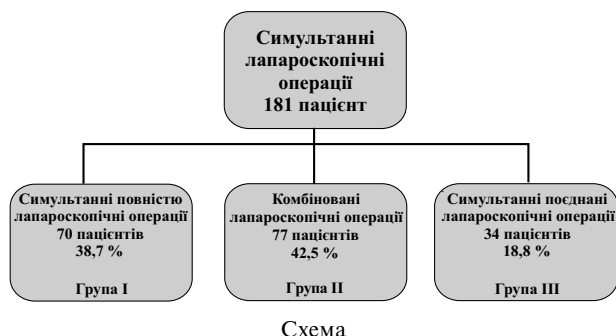 Симультанні
лапароскопічні
операції
181 пацієнт
Симультанні повністю
лапароскопічні операції
70 пацієнтів
38,7 %
Група I
Комбіновані
лапароскопічні операції
77 пацієнтів
42,5 %
Група II
Симультанні поєднані
лапароскопічні операції
34 пацієнтів
18,8 %
Група III
Схема